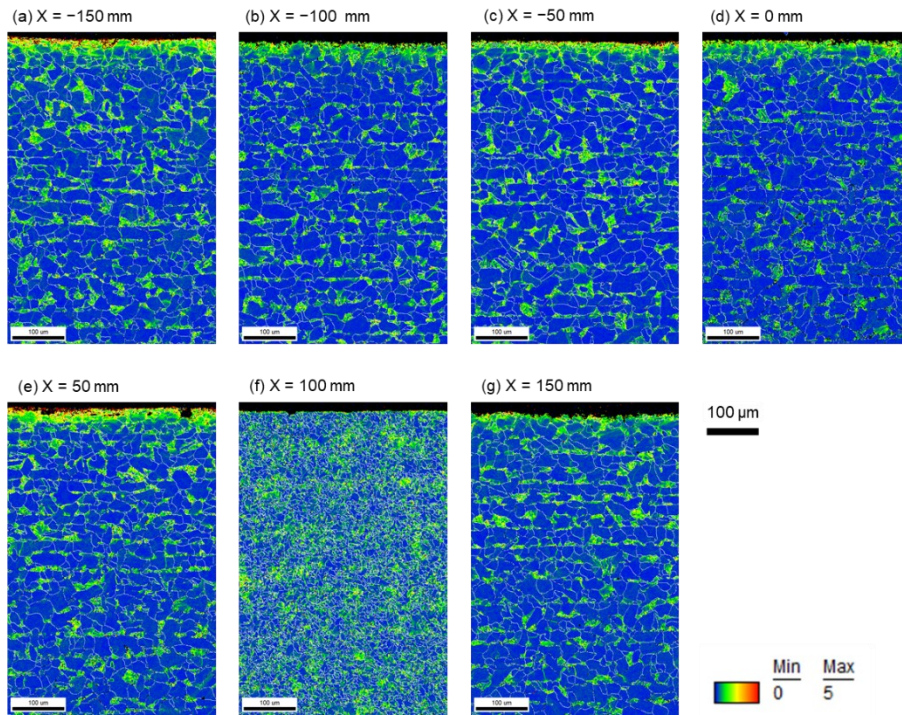 (a) X = −150 mm
(b) X = −100 mm
(c) X = −50 mm
(d) X = 0 mm
100 um
100 um
100 um
100 um
(e) X = 50 mm
(f) X = 100 mm
(g) X = 150 mm
100 µm
100 um
100 um
100 um
Min Max
0 5